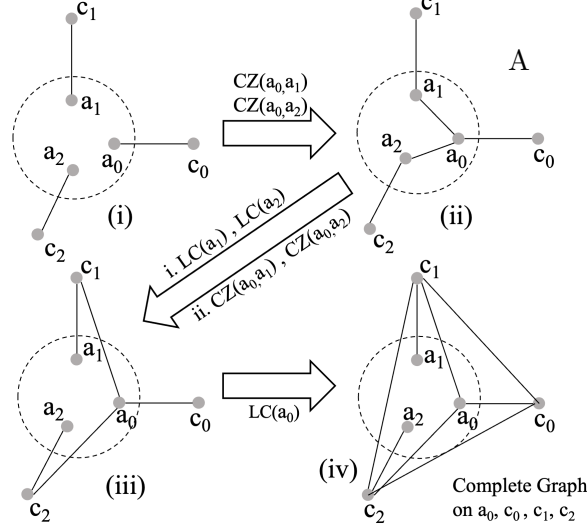 c₁
a₁
a₂
a₀
c₀
c₂
(i)
CZ(a₀,a₁)
CZ(a₀,a₂)
c₁
A
a₁
a₂
a₀
c₀
c₂
(ii)
i. LC(a₁) , LC(a₂)
ii. CZ(a₀,a₁) , CZ(a₀,a₂)
c₁
a₁
a₂
a₀
c₀
c₂
(iii)
LC(a₀)
c₁
a₁
a₂
a₀
c₀
c₂
(iv)
Complete Graph
on a₀, c₀ , c₁, c₂